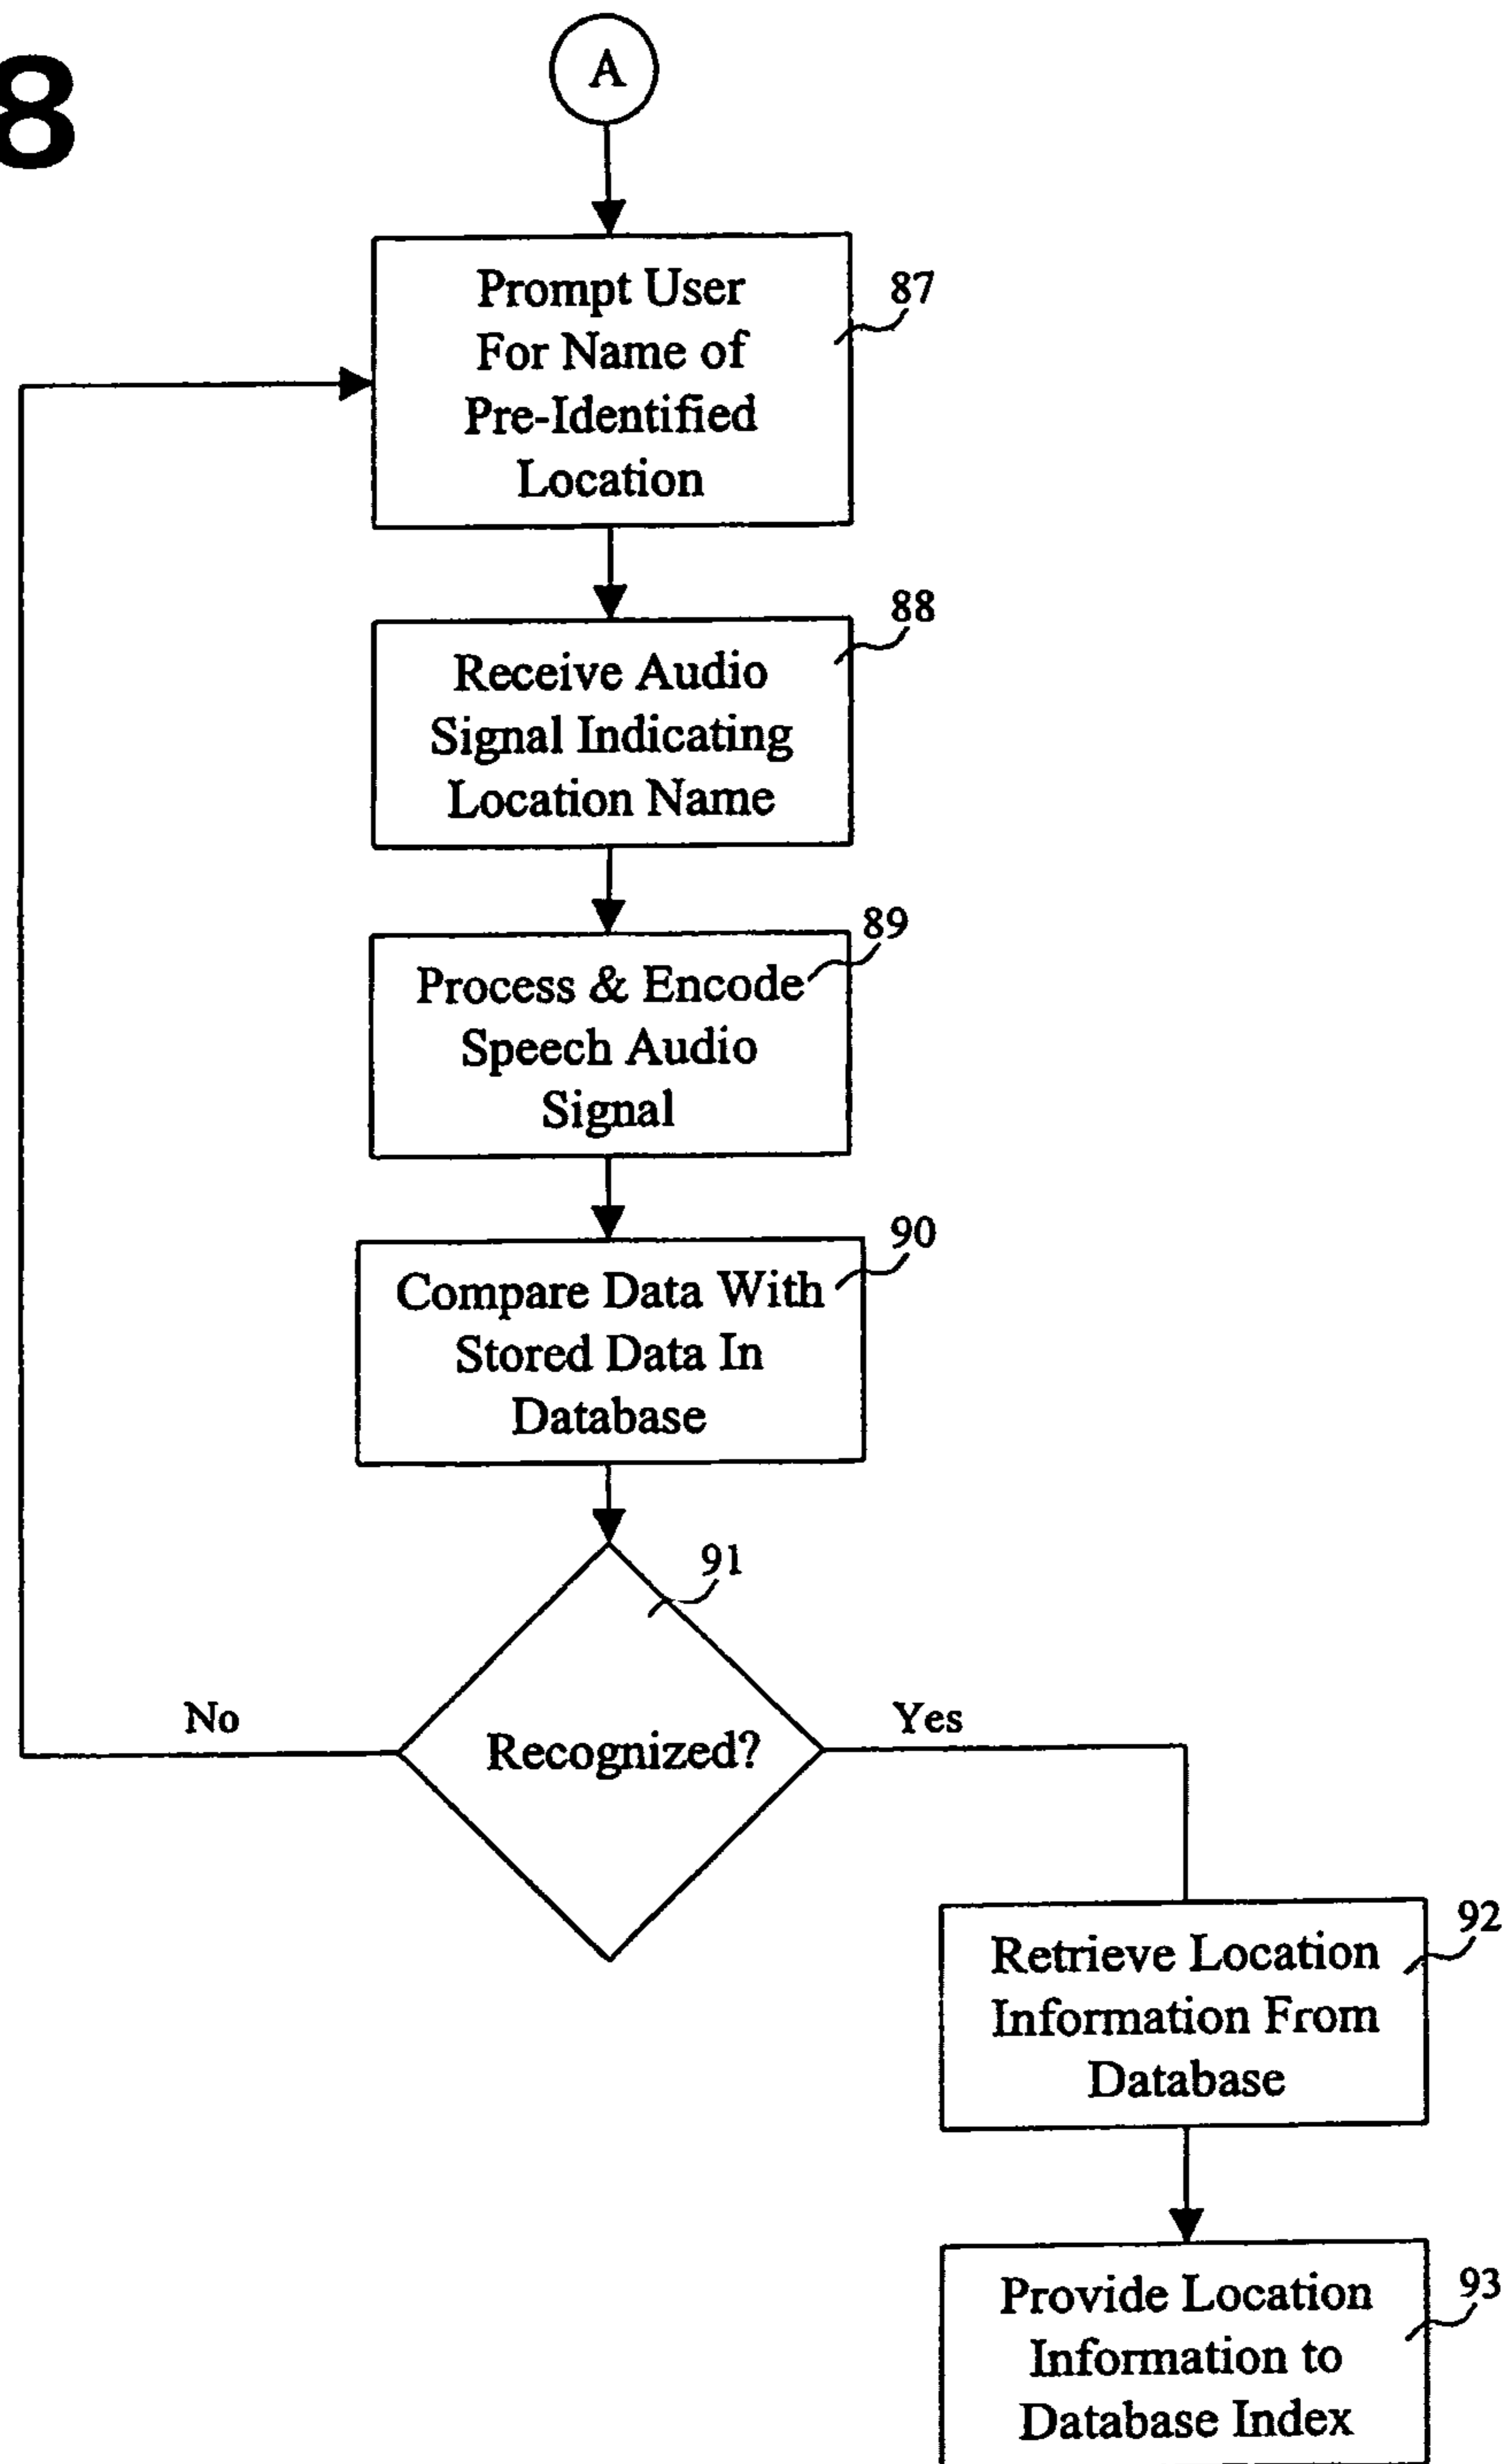 8
A
Prompt User
For Name of
Pre-Identified
Location
87
Receive Audio
Signal Indicating
Location Name
88
Process & Encode
Speech Audio
Signal
89
Compare Data With
Stored Data In
Database
90
91
Recognized?
No
Yes
Retrieve Location
Information From
Database
92
Provide Location
Information to
Database Index
93